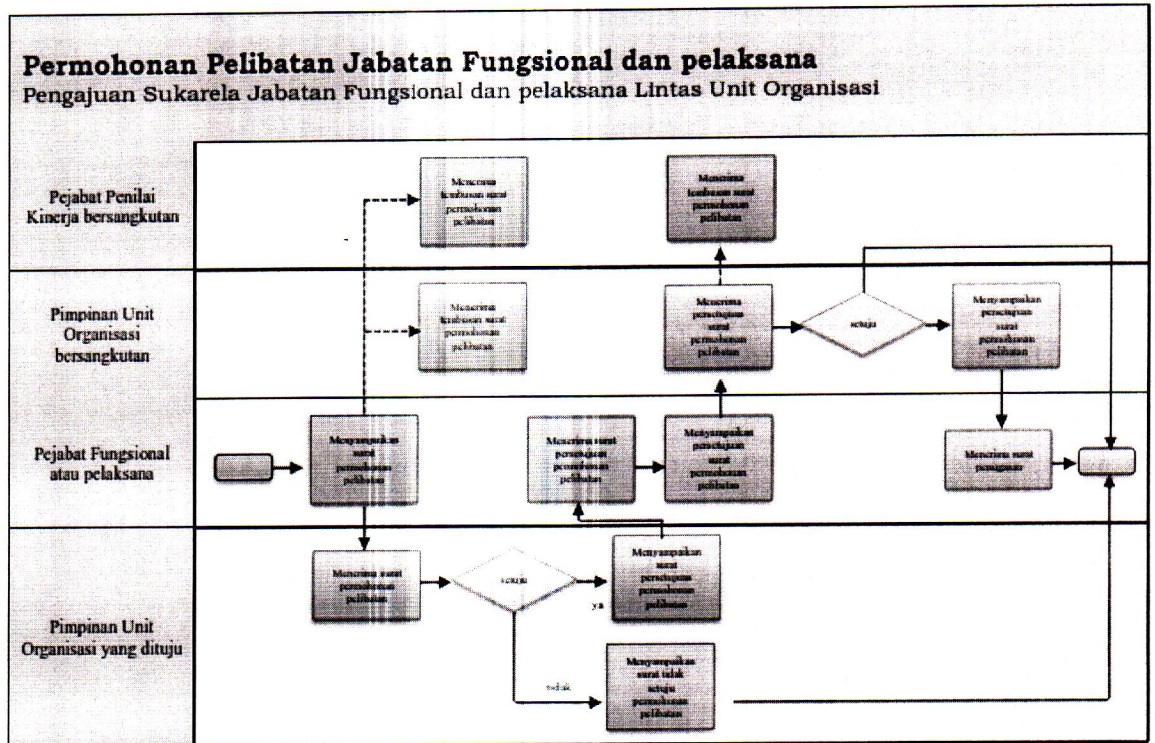 Permohonan Pelibatan Jabatan Fungsional dan pelaksana
Pengajuan Sukarela Jabatan Fungsional dan pelaksana Lintas Unit Organisasi
Pejabat Penilai
Kinerja bersangkutan
Menerima
tembusan surat
permohonan
pelibatan
Menerima
tembusan surat
permohonan
pelibatan
Pimpinan Unit
Organisasi
bersangkutan
Menerima
tembusan surat
permohonan
pelibatan
Menerima
persetujuan
surat
permohonan
pelibatan
setuju
Menyampaikan
persetujuan
surat
permohonan
pelibatan
Pejabat Fungsional
atau pelaksana
Menyampaikan
surat
permohonan
pelibatan
Menerima surat
persetujuan
permohonan
pelibatan
Menyampaikan
persetujuan
surat
permohonan
pelibatan
Menerima surat
penugasan
Pimpinan Unit
Organisasi yang dituju
Menerima surat
permohonan
pelibatan
setuju
ya
Menyampaikan
surat
persetujuan
permohonan
pelibatan
tidak
Menyampaikan
surat tidak
setuju
permohonan
pelibatan